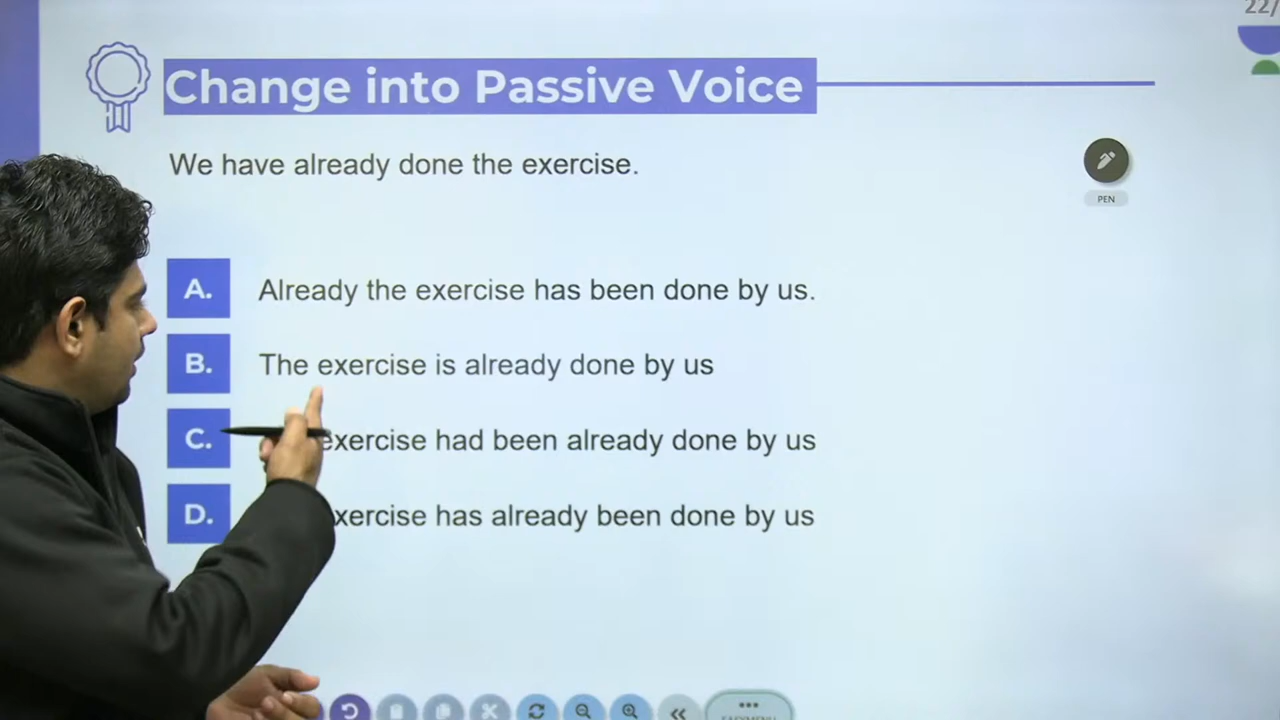 22/
Change into Passive Voice
We have already done the exercise.
PEN
A. Already the exercise has been done by us.
B. The exercise is already done by us
C. exercise had been already done by us
D. xercise has already been done by us